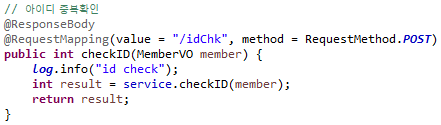 // 아이디 중복확인
@ResponseBody
@RequestMapping(value = "/idChk", method = RequestMethod.POST)
public int checkID(MemberVO member) {
log.info("id check");
int result = service.checkID(member);
return result;
}